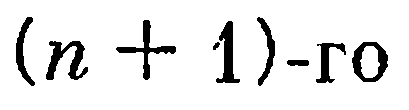 (n + 1)-го